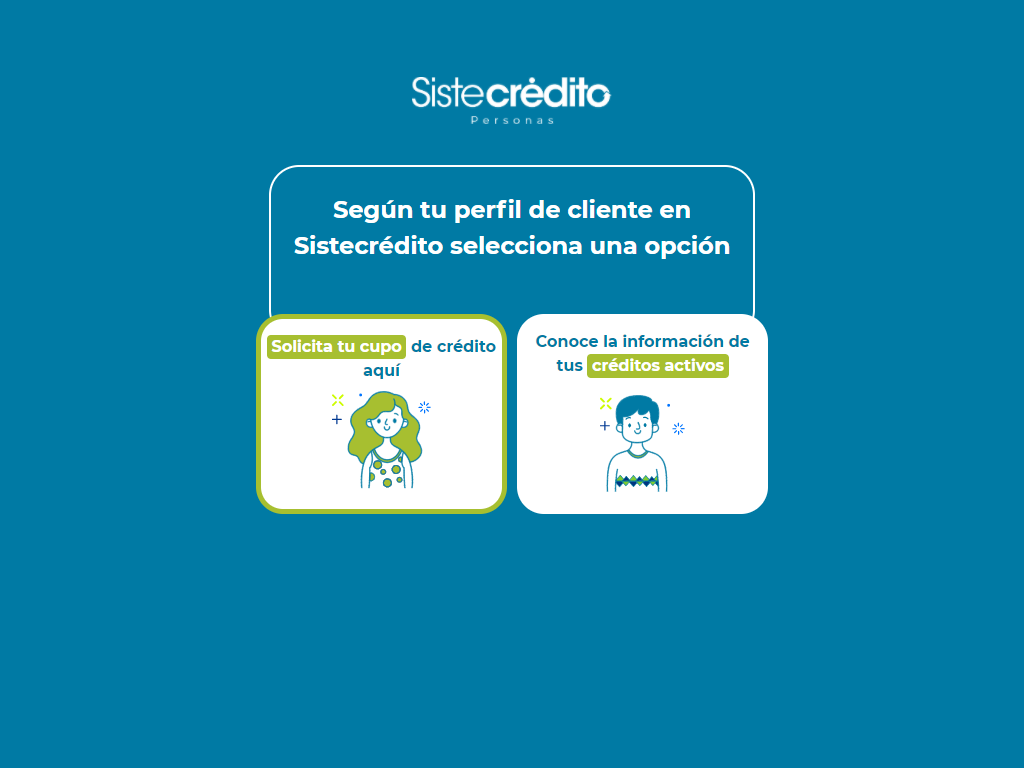 Sistecrédito
Personas
Según tu perfil de cliente en
Sistecrédito selecciona una opción
Solicita tu cupo de crédito
aquí
Conoce la información de
tus créditos activos